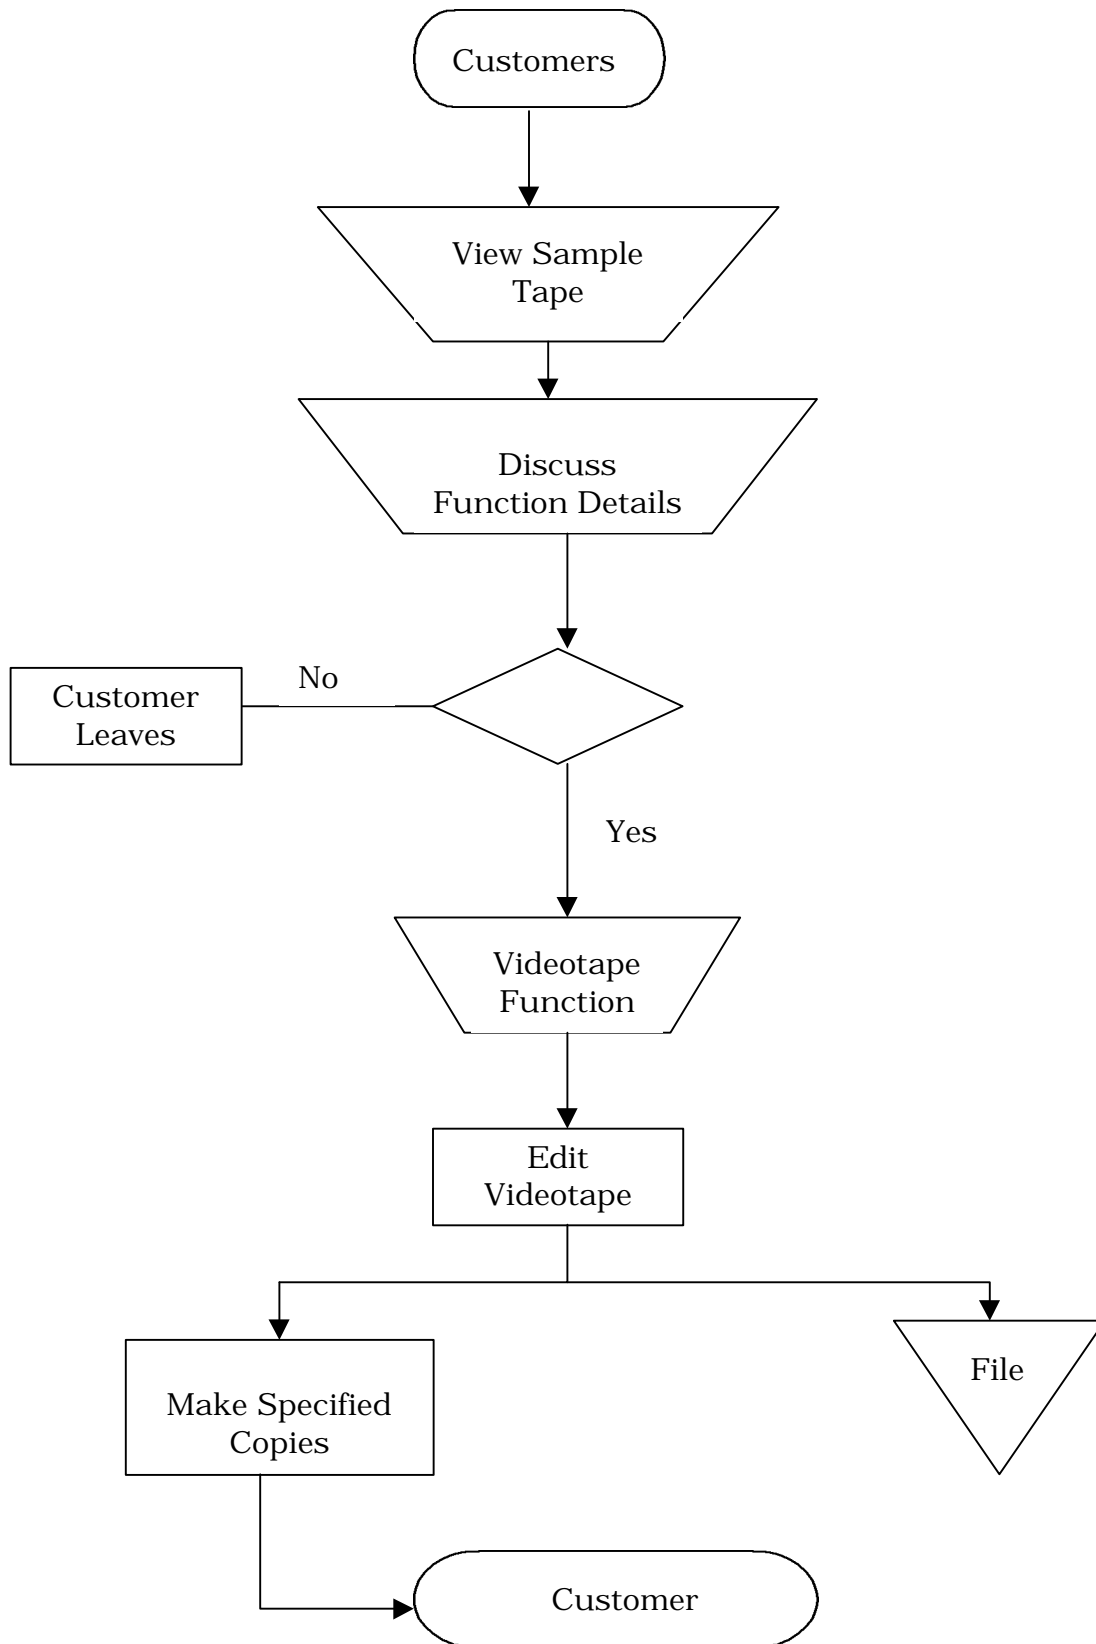 Customers
View Sample
Tape
Discuss
Function Details
No
Customer
Leaves
Yes
Videotape
Function
Edit
Videotape
File
Make Specified
Copies
Customer